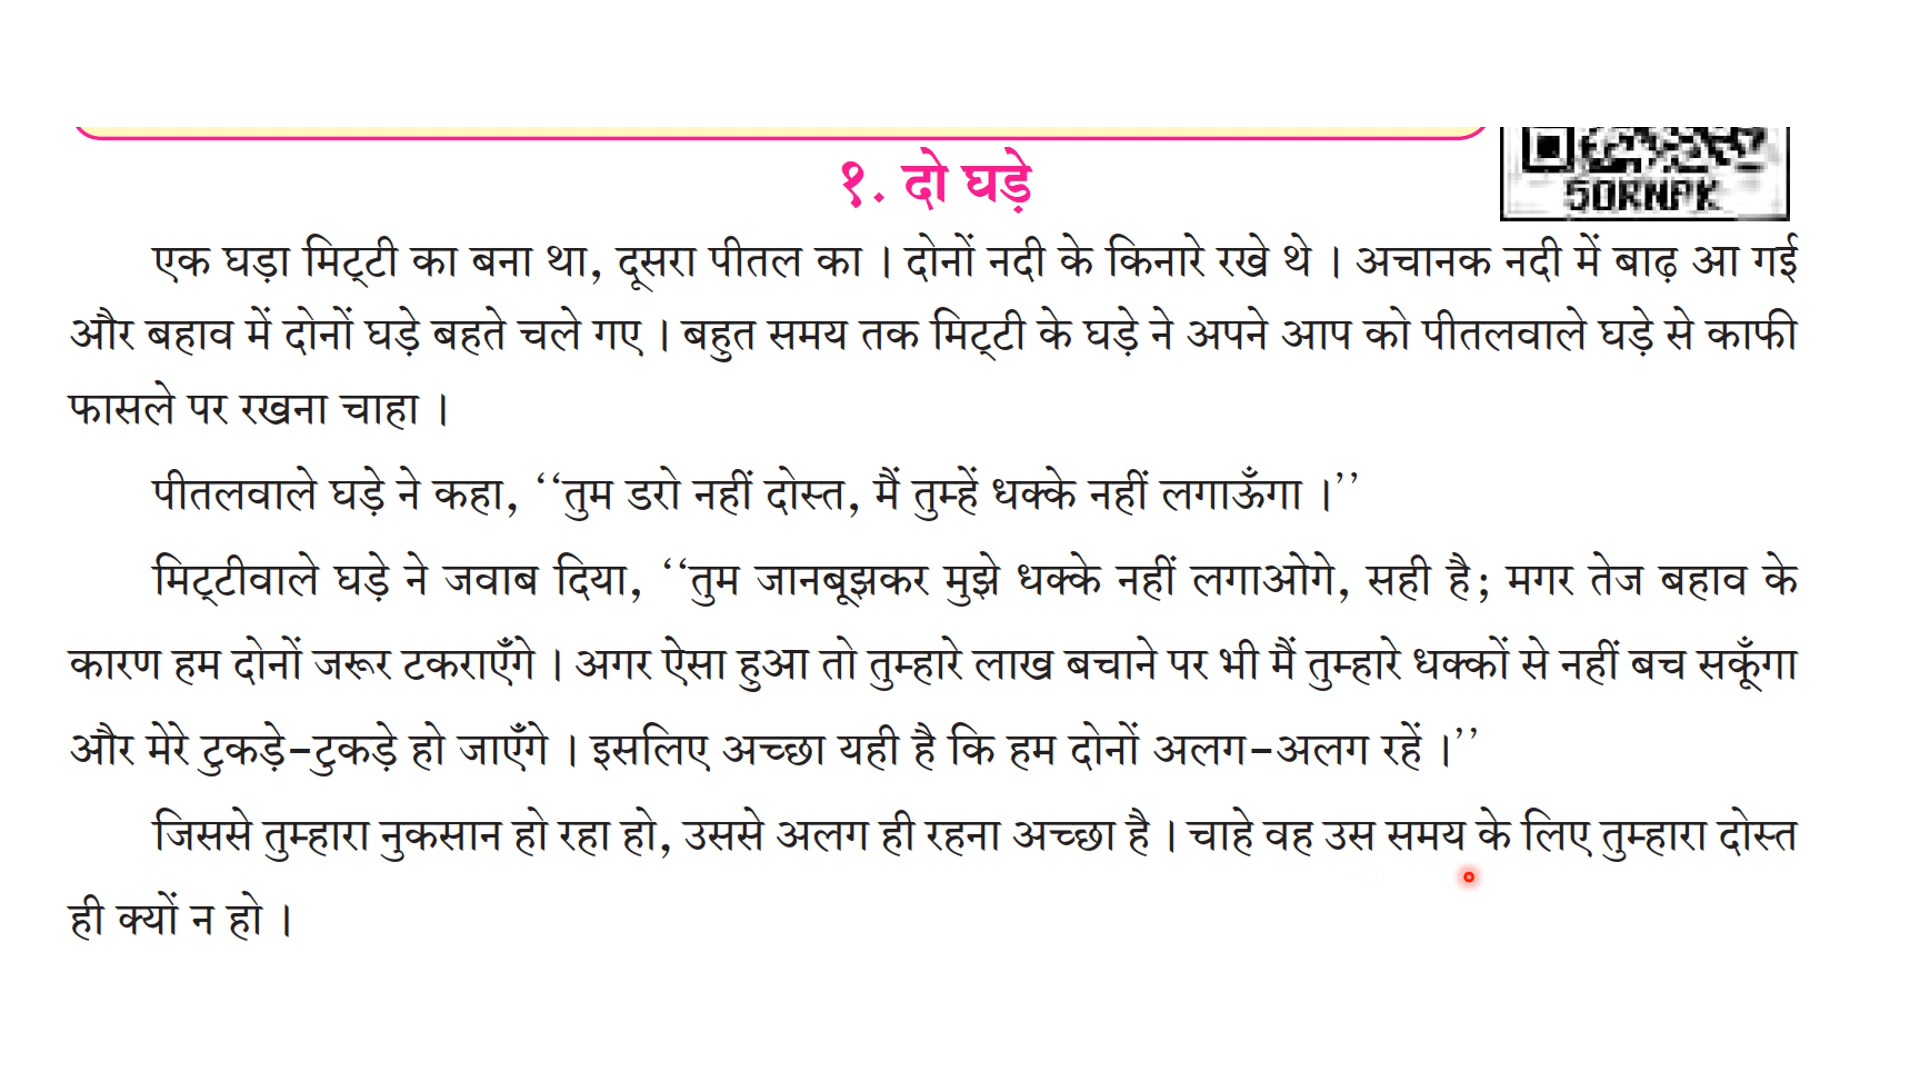 5ORNPK
१. दो घड़े
एक घड़ा मिट्टी का बना था, दूसरा पीतल का । दोनों नदी के किनारे रखे थे । अचानक नदी में बाढ़ आ गई
और बहाव में दोनों घड़े बहते चले गए । बहुत समय तक मिट्टी के घड़े ने अपने आप को पीतलवाले घड़े से काफी
फासले पर रखना चाहा ।
पीतलवाले घड़े ने कहा, ‘‘तुम डरो नहीं दोस्त, मैं तुम्हें धक्के नहीं लगाऊँगा ।’’
मिट्टीवाले घड़े ने जवाब दिया, ‘‘तुम जानबूझकर मुझे धक्के नहीं लगाओगे, सही है; मगर तेज बहाव के
कारण हम दोनों जरूर टकराएँगे । अगर ऐसा हुआ तो तुम्हारे लाख बचाने पर भी मैं तुम्हारे धक्कों से नहीं बच सकूँगा
और मेरे टुकड़े-टुकड़े हो जाएँगे । इसलिए अच्छा यही है कि हम दोनों अलग-अलग रहें ।’’
जिससे तुम्हारा नुकसान हो रहा हो, उससे अलग ही रहना अच्छा है । चाहे वह उस समय के लिए तुम्हारा दोस्त
ही क्यों न हो ।